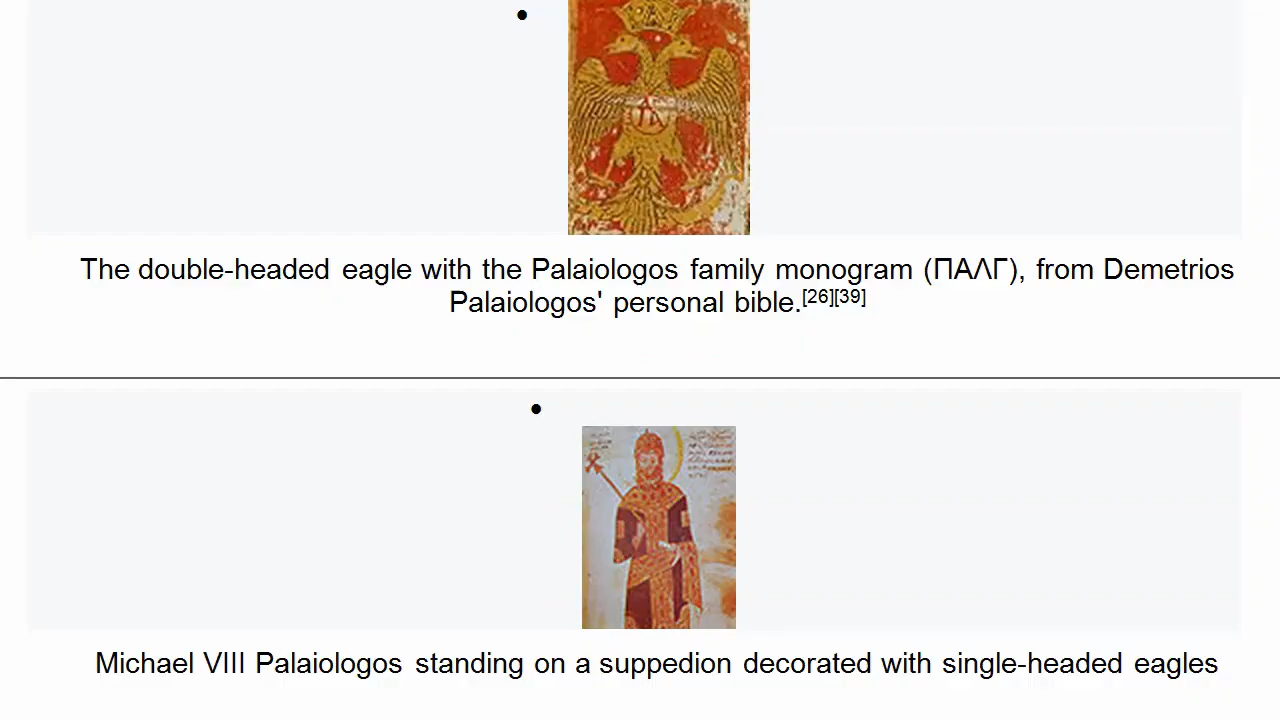 The double-headed eagle with the Palaiologos family monogram (ΠΑΛΓ), from Demetrios
Palaiologos' personal bible.[26][39]
Michael VIII Palaiologos standing on a suppedion decorated with single-headed eagles